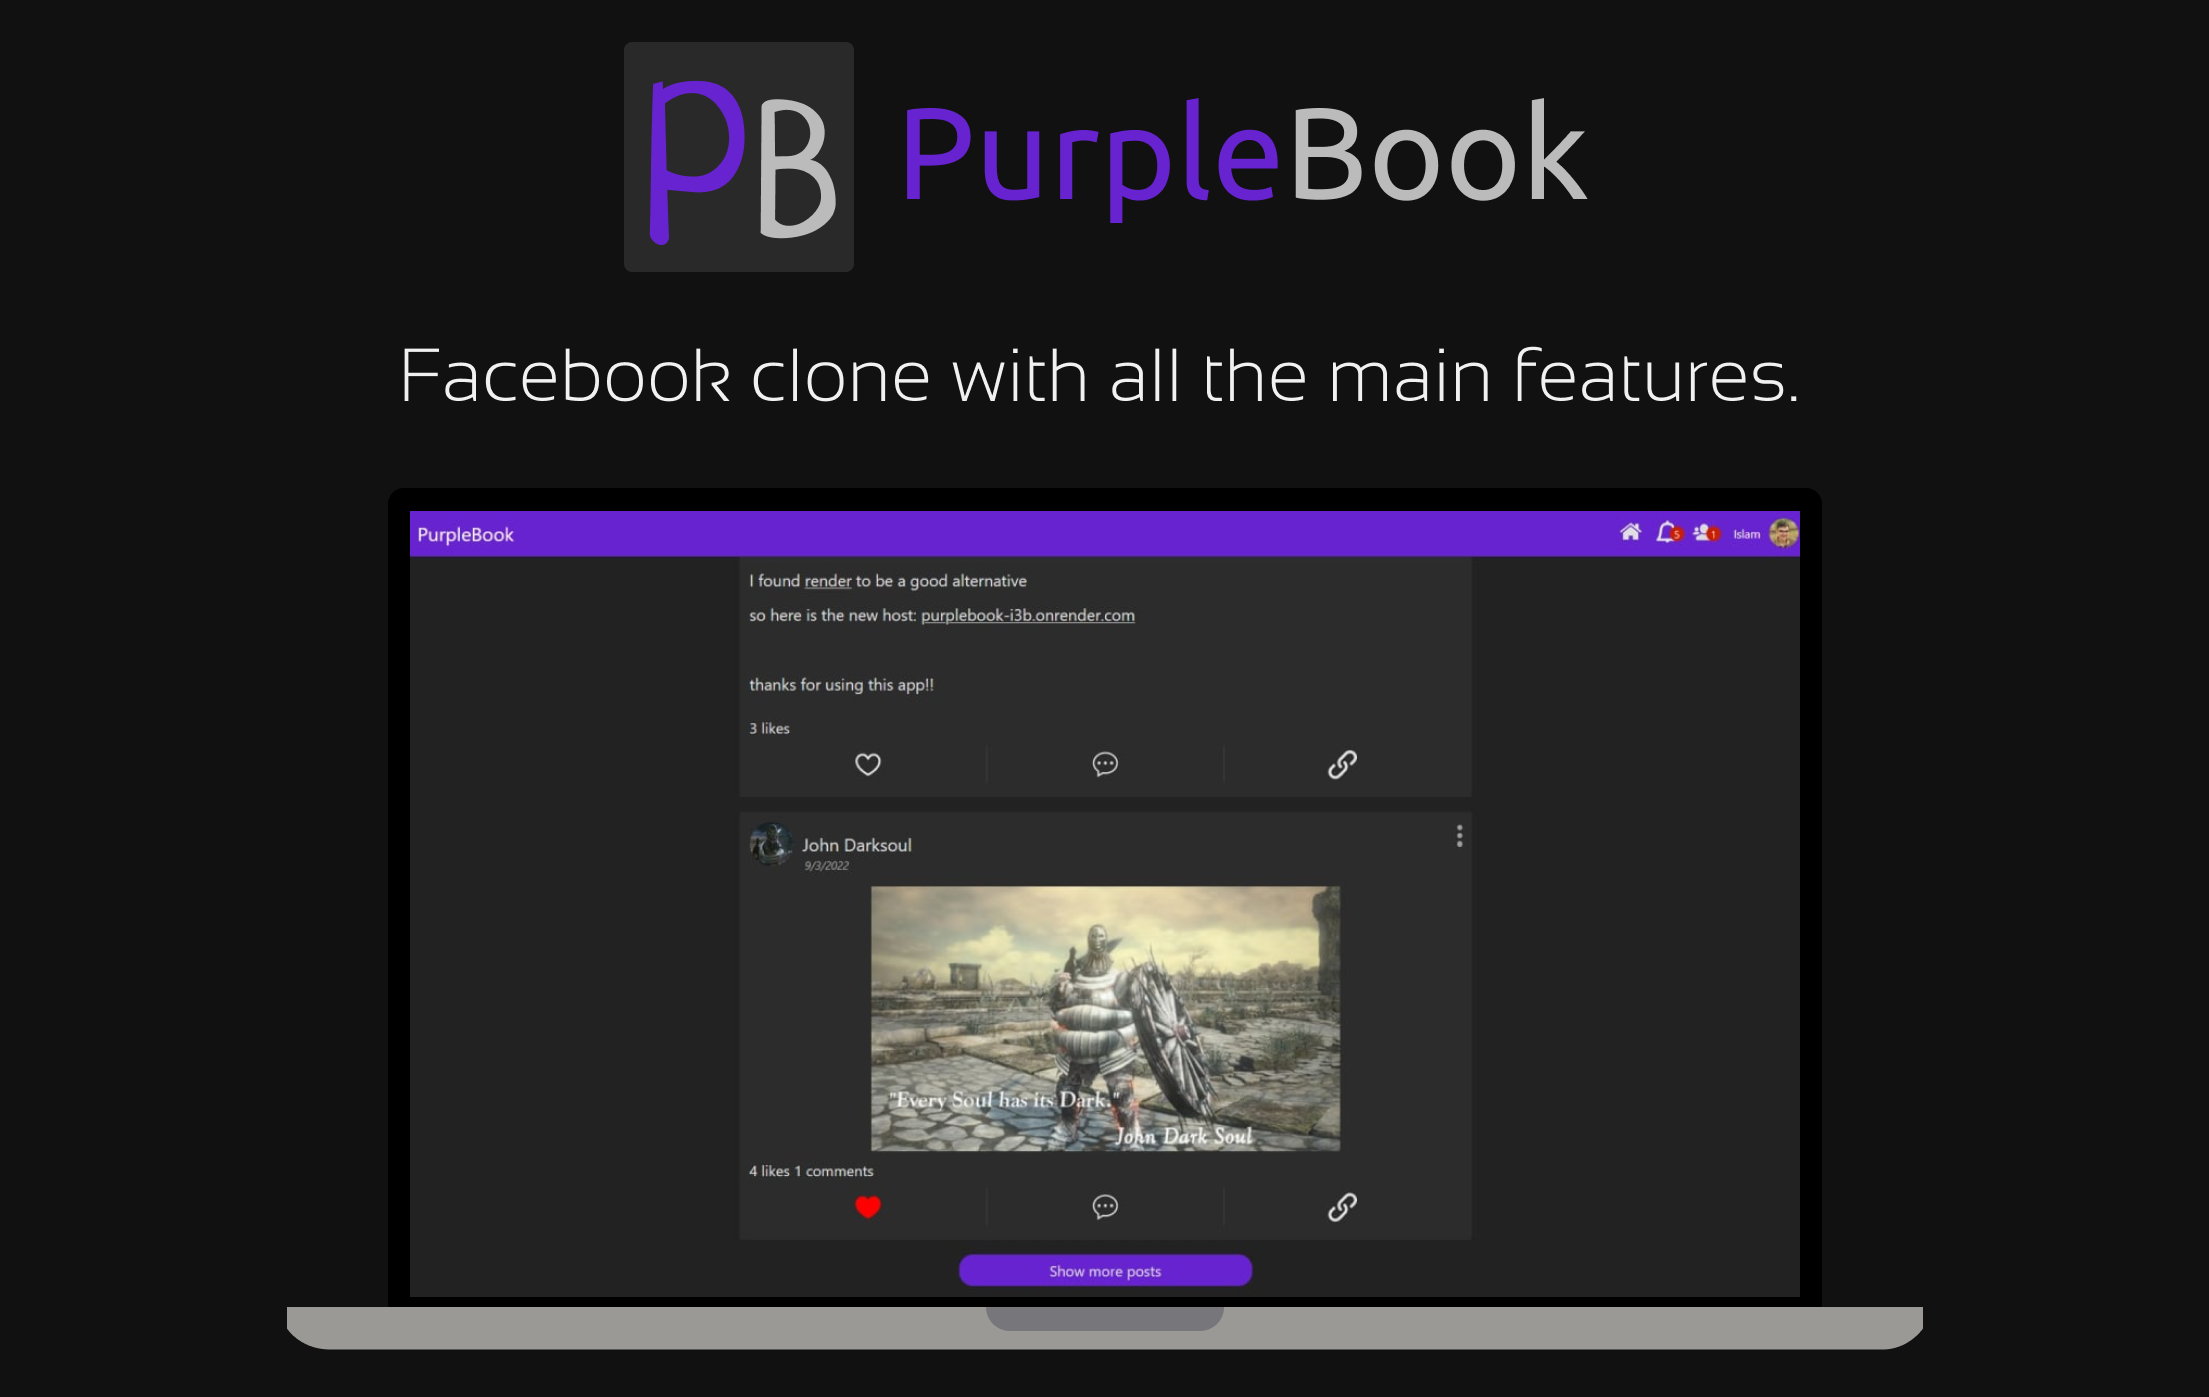 PB PurpleBook
Facebook clone with all the main features.
PurpleBook 5 1 Islam
I found render to be a good alternative
so here is the new host: purplebook-i3b.onrender.com
thanks for using this app!!
3 likes
John Darksoul
9/3/2022
"Every Soul has its Dark."
John Dark Soul
4 likes 1 comments
Show more posts